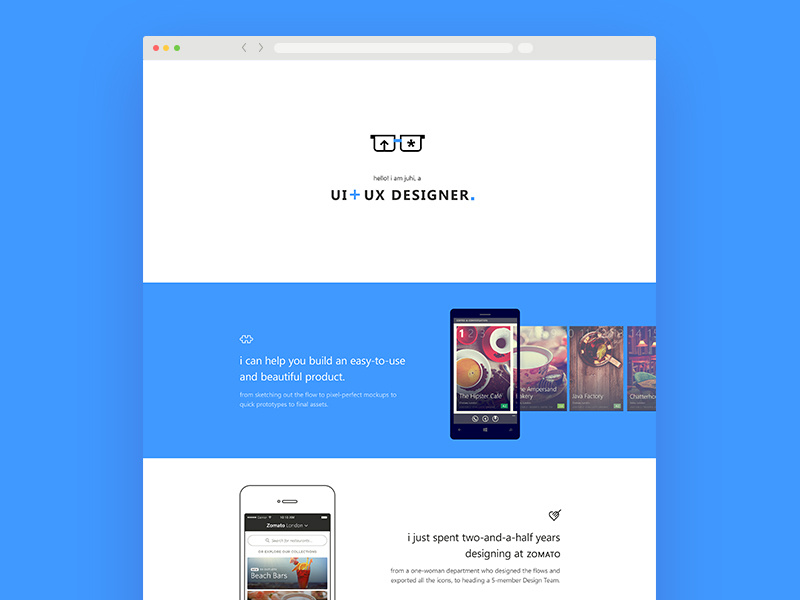 hello! i am juhi, a
UI+UX DESIGNER.
i can help you build an easy-to-use
and beautiful product.
from sketching out the flow to pixel-perfect mockups to
quick prototypes to final assets.
1
The Hipster Cafe
The Ampersand
Bakery
Java Factory
Chatterhou
Zomato London
Search for restaurants...
OR EXPLORE OUR COLLECTIONS
Beach Bars
i just spent two-and-a-half years
designing at ZOMATO
from a one-woman department who designed the flows and
exported all the icons, to heading a 5-member Design Team.